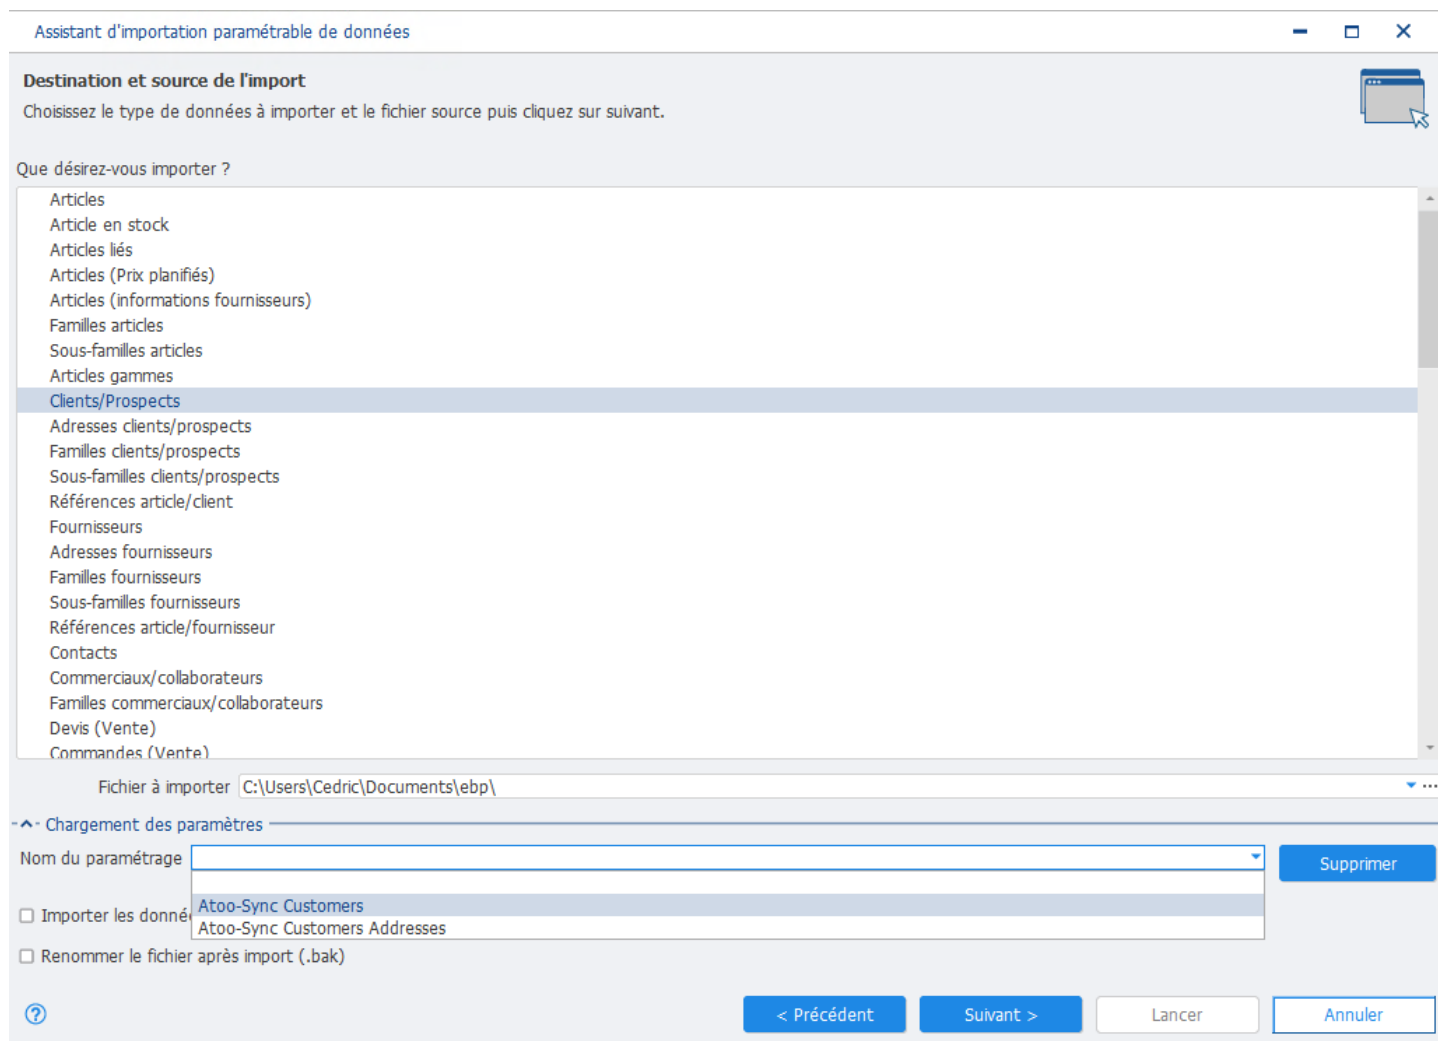 Assistant d'importation paramétrable de données
Destination et source de l'import
Choisissez le type de données à importer et le fichier source puis cliquez sur suivant.
Que désirez-vous importer ?
Articles
Article en stock
Articles liés
Articles (Prix planifiés)
Articles (informations fournisseurs)
Familles articles
Sous-familles articles
Articles gammes
Clients/Prospects
Adresses clients/prospects
Familles clients/prospects
Sous-familles clients/prospects
Références article/client
Fournisseurs
Adresses fournisseurs
Familles fournisseurs
Sous-familles fournisseurs
Références article/fournisseur
Contacts
Commerciaux/collaborateurs
Familles commerciaux/collaborateurs
Devis (Vente)
Commandes (Vente)
Fichier à importer C:\Users\Cedric\Documents\ebp\
Chargement des paramètres
Nom du paramétrage
Supprimer
Atoo-Sync Customers
Importer les donné
Atoo-Sync Customers Addresses
Renommer le fichier après import (.bak)
< Précédent Suivant > Lancer Annuler